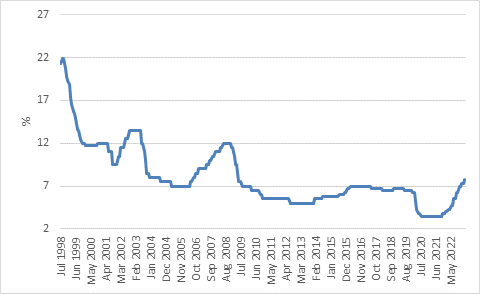 27
22
17
12
7
2
%
Jul 1998
Jun 1999
May 2000
Apr 2001
Mar 2002
Feb 2003
Jan 2004
Dec 2004
Nov 2005
Oct 2006
Sep 2007
Aug 2008
Jul 2009
Jun 2010
May 2011
Apr 2012
Mar 2013
Feb 2014
Jan 2015
Dec 2015
Nov 2016
Oct 2017
Sep 2018
Aug 2019
Jul 2020
Jun 2021
May 2022